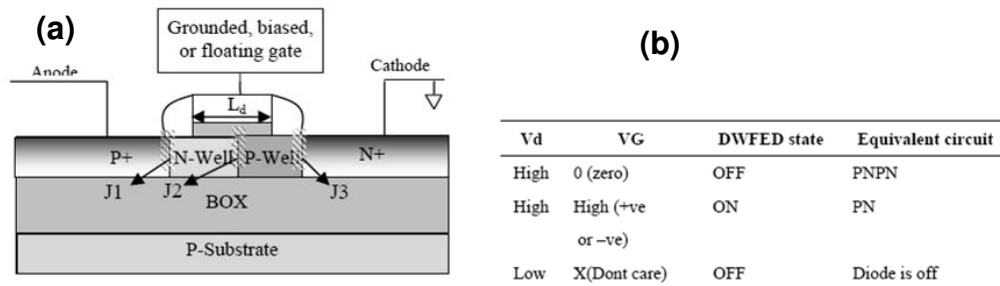 (a)
Grounded, biased,
or floating gate
Anode
Cathode
Ld
P+
N-Well
P-Well
N+
J1
J2
J3
BOX
P-Substrate
(b)
Vd VG DWFED state Equivalent circuit
High 0 (zero) OFF PNPN
High High (+ve ON PN
or –ve)
Low X(Dont care) OFF Diode is off